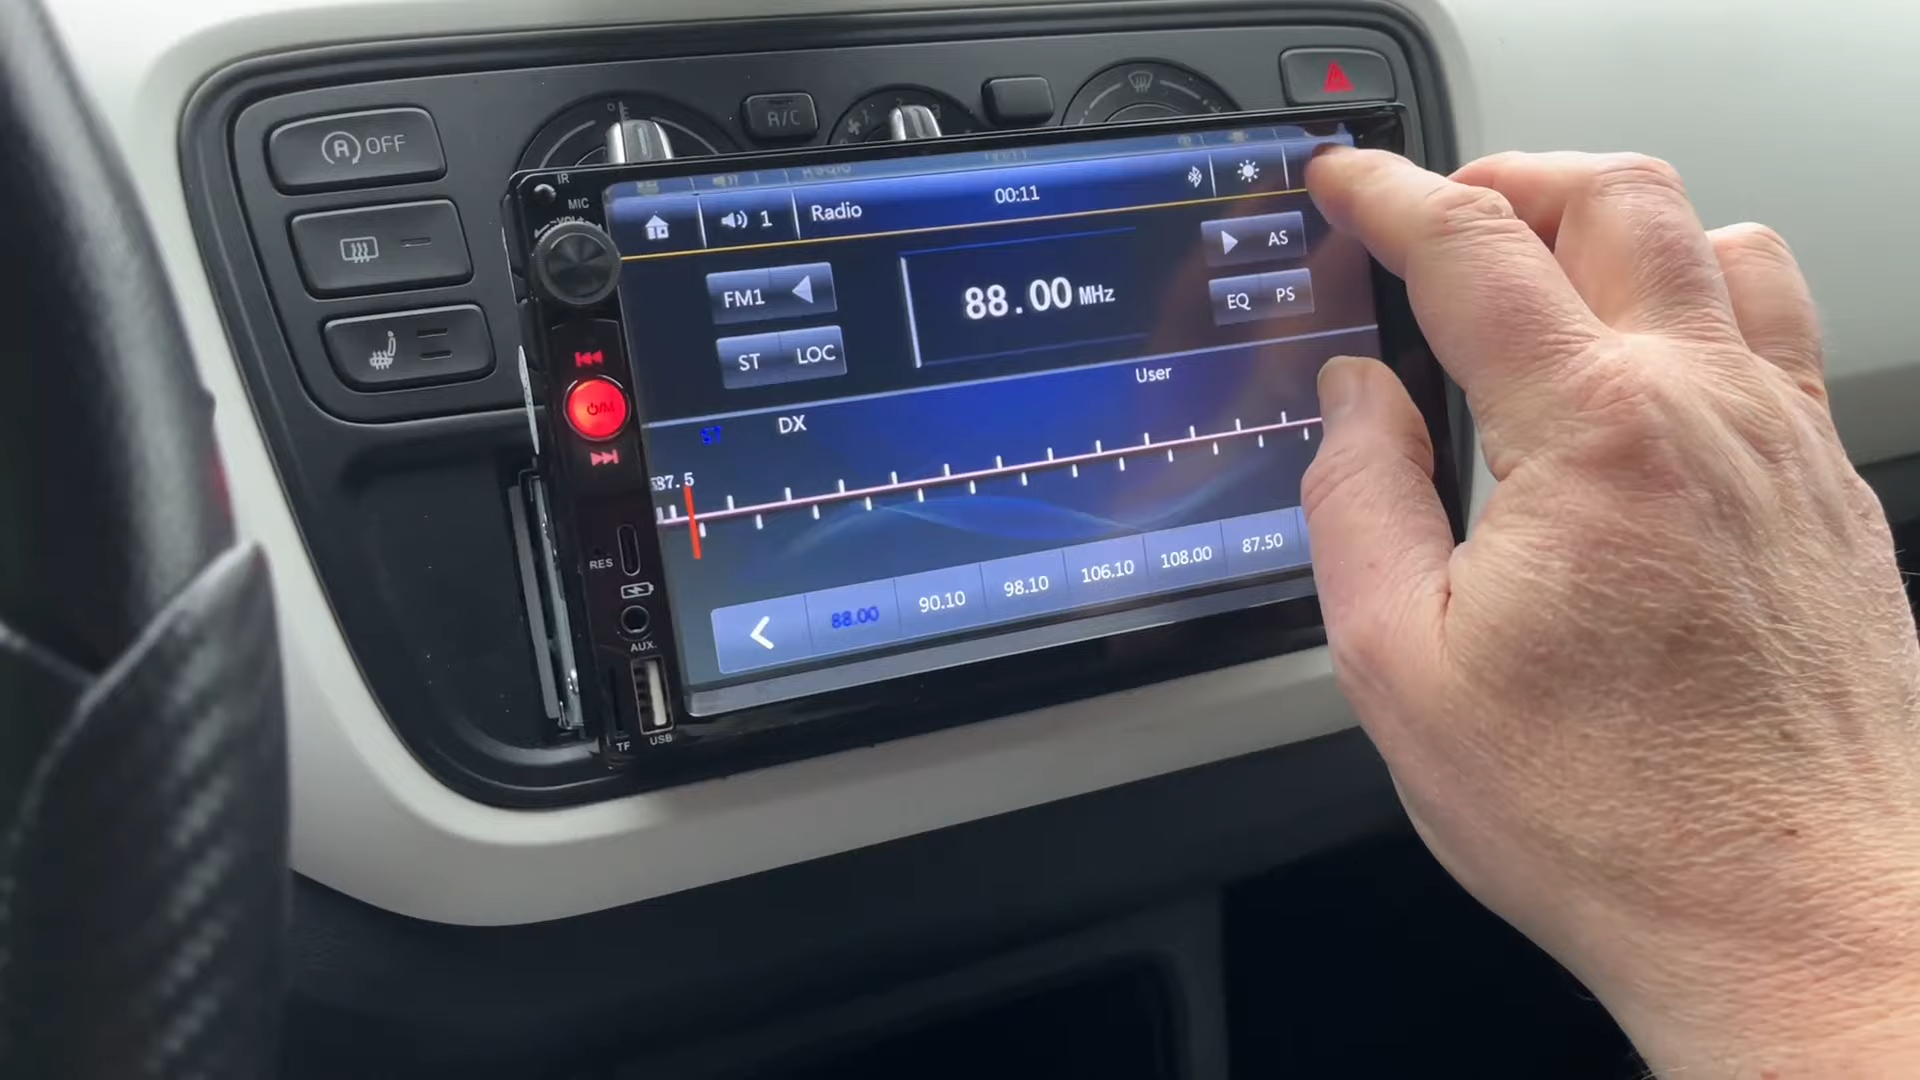 OFF
A/C
IR
MIC
VOL
1
Radio
00:11
FM1
88.00 MHz
AS
ST
LOC
EQ
PS
User
ST
DX
87.5
RES
AUX.
TF
USB
88.00
90.10
98.10
106.10
108.00
87.50